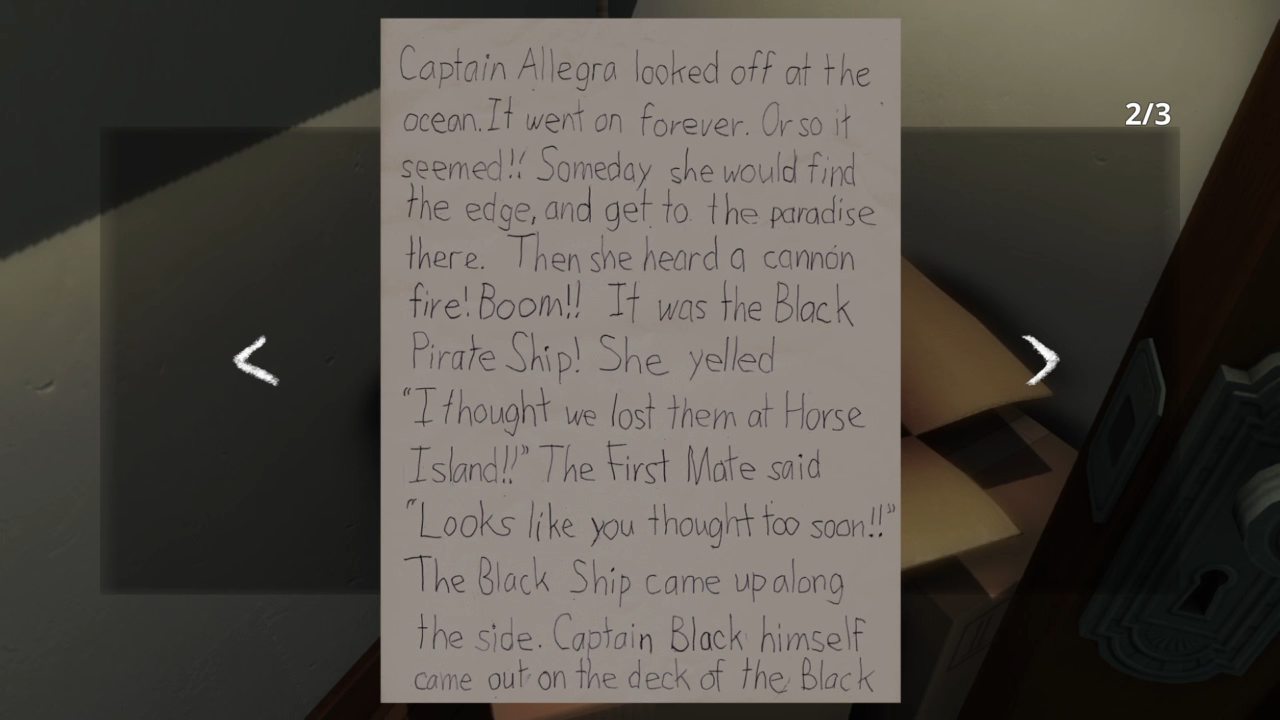 Captain Allegra looked off at the
ocean. It went on forever. Or so it
seemed!! Someday she would find
the edge, and get to the paradise
there. Then she heard a cannon
fire! Boom!! It was the Black
Pirate Ship! She yelled
"I thought we lost them at Horse
Island!!" The First Mate said
"Looks like you thought too soon!!"
The Black Ship came up along
the side. Captain Black himself
came out on the deck of the Black
2/3